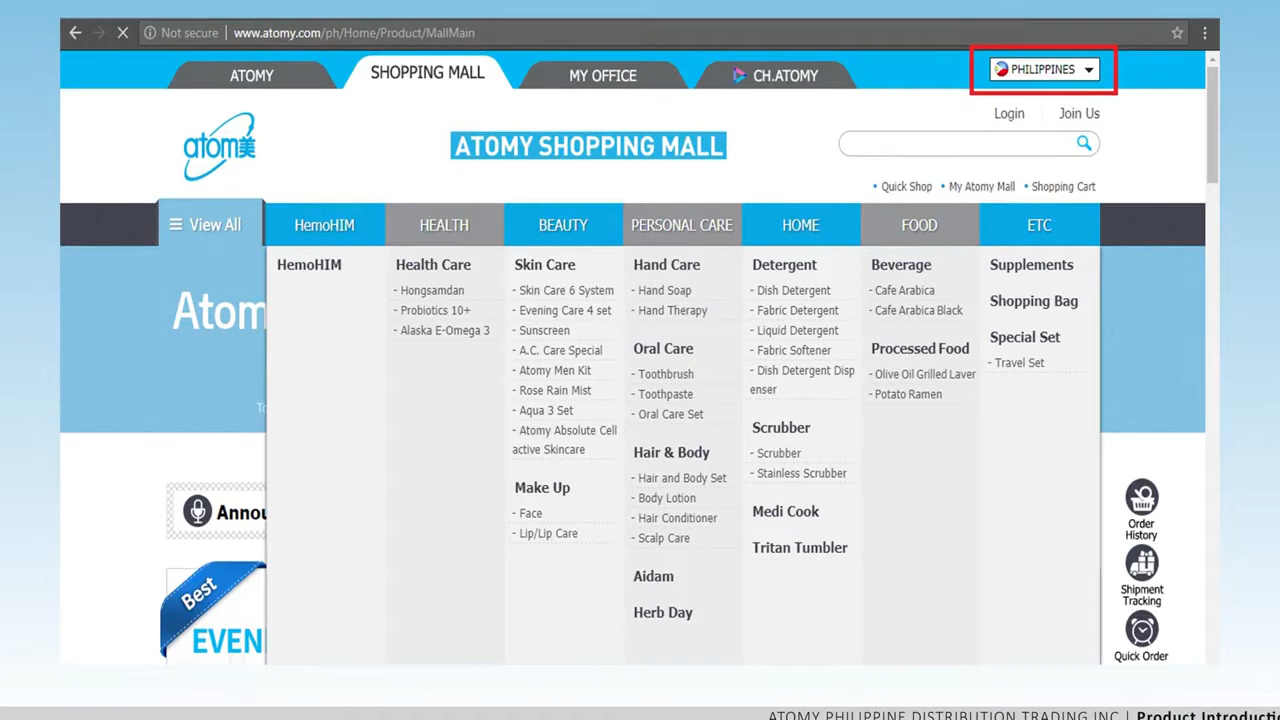 Not secure | www.atomy.com/ph/Home/Product/MallMain
ATOMY
SHOPPING MALL
MY OFFICE
CH.ATOMY
PHILIPPINES
Login
Join Us
atom美
ATOMY SHOPPING MALL
• Quick Shop • My Atomy Mall • Shopping Cart
View All
HemoHIM
HEALTH
BEAUTY
PERSONAL CARE
HOME
FOOD
ETC
Atom
HemoHIM
Health Care
- Hongsamdan
- Probiotics 10+
- Alaska E-Omega 3
Skin Care
- Skin Care 6 System
- Evening Care 4 set
- Sunscreen
- A.C. Care Special
- Atomy Men Kit
- Rose Rain Mist
- Aqua 3 Set
- Atomy Absolute Cell
active Skincare
Make Up
- Face
- Lip/Lip Care
Hand Care
- Hand Soap
- Hand Therapy
Oral Care
- Toothbrush
- Toothpaste
- Oral Care Set
Hair & Body
- Hair and Body Set
- Body Lotion
- Hair Conditioner
- Scalp Care
Aidam
Herb Day
Detergent
- Dish Detergent
- Fabric Detergent
- Liquid Detergent
- Fabric Softener
- Dish Detergent Disp
enser
Scrubber
- Scrubber
- Stainless Scrubber
Medi Cook
Tritan Tumbler
Beverage
- Cafe Arabica
- Cafe Arabica Black
Processed Food
- Olive Oil Grilled Laver
- Potato Ramen
Supplements
Shopping Bag
Special Set
- Travel Set
To
Annou
Best
EVEN
Order
History
Shipment
Tracking
Quick Order
ATOMY PHILIPPINE DISTRIBUTION TRADING INC | Product Introducti